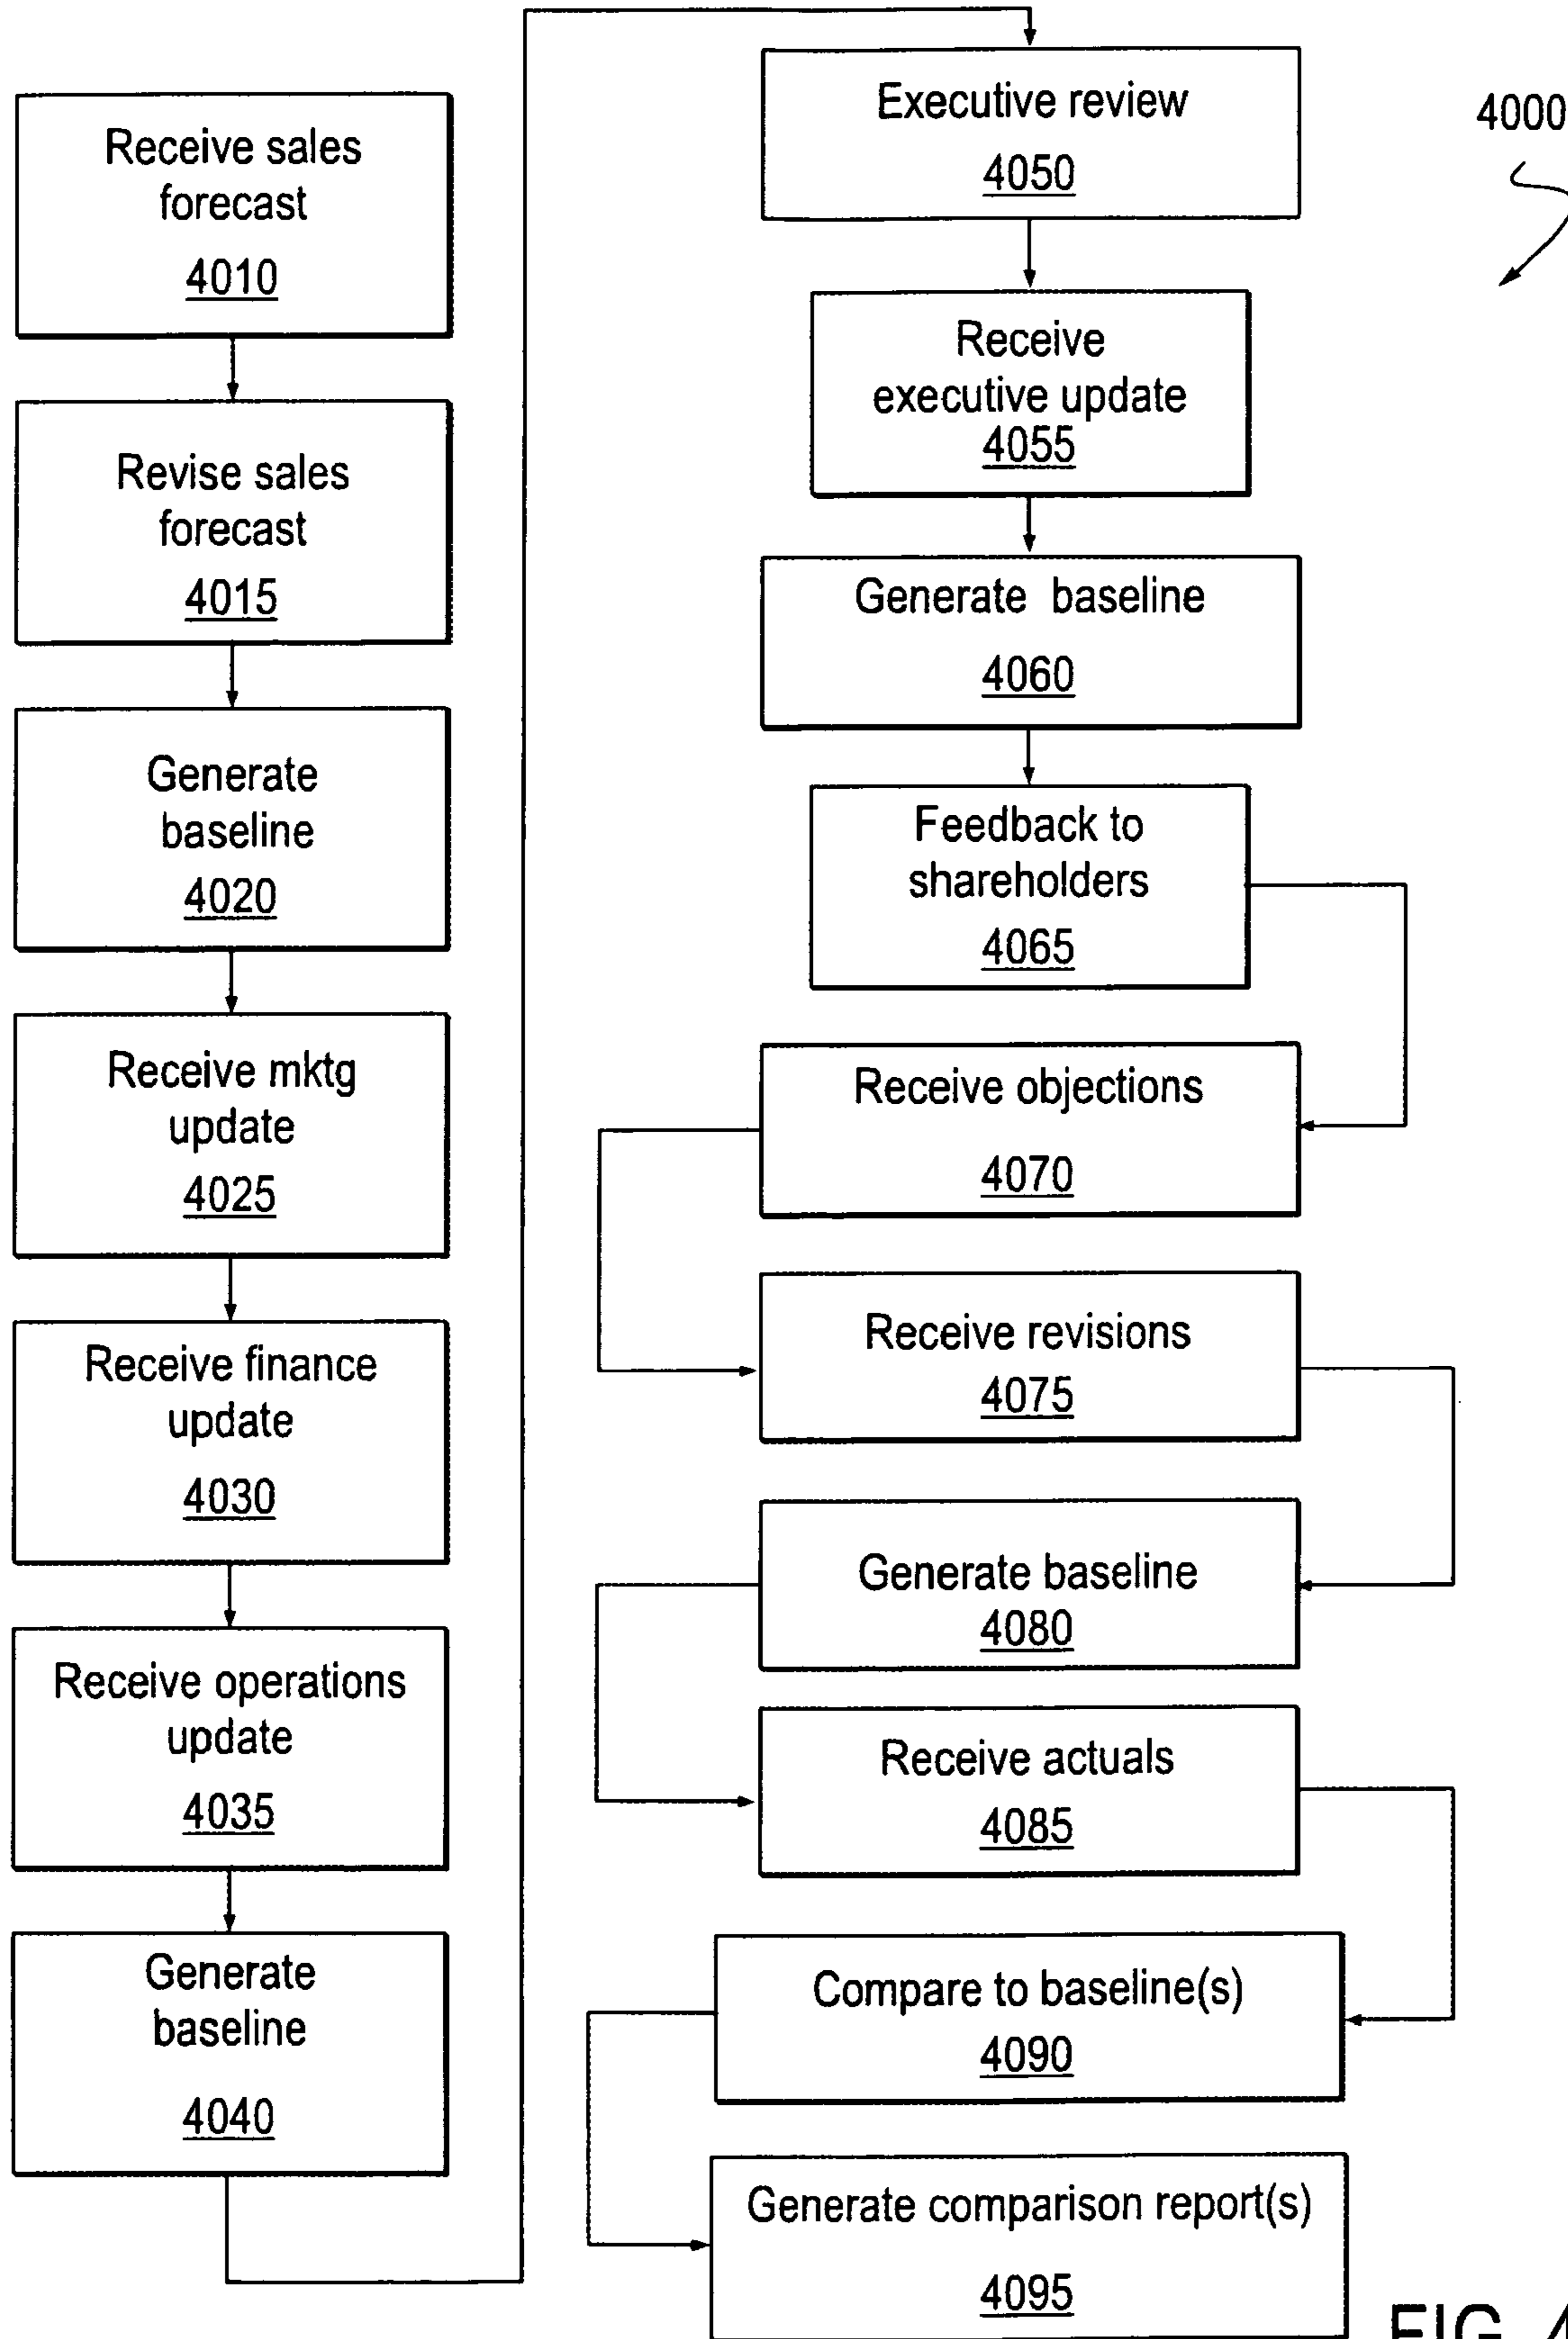 Receive sales
forecast
4010
Revise sales
forecast
4015
Generate
baseline
4020
Receive mktg
update
4025
Receive finance
update
4030
Receive operations
update
4035
Generate
baseline
4040
Executive review
4050
Receive
executive update
4055
Generate baseline
4060
Feedback to
shareholders
4065
Receive objections
4070
Receive revisions
4075
Generate baseline
4080
Receive actuals
4085
Compare to baseline(s)
4090
Generate comparison report(s)
4095
4000
FIG. 4